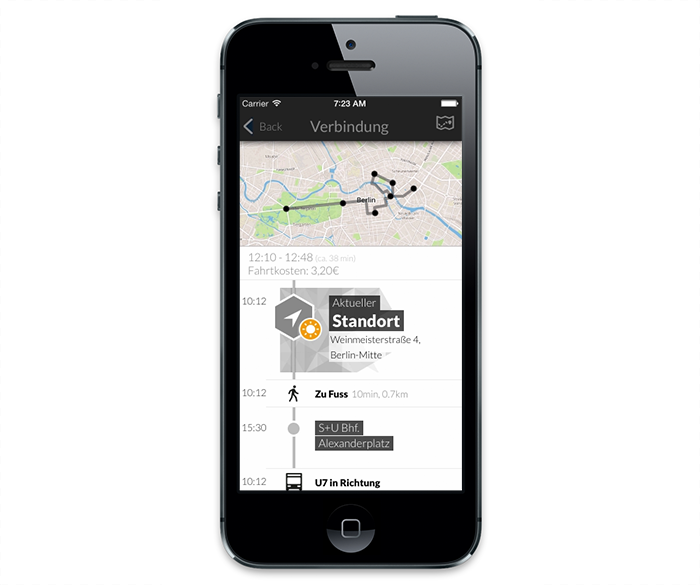 Carrier 7:23 AM
Back Verbindung
Berlin
12:10 - 12:48 (ca. 38 min)
Fahrtkosten: 3,20€
10:12
Aktueller
Standort
Weinmeisterstraße 4,
Berlin-Mitte
10:12 Zu Fuss 10min, 0.7km
15:30 S+U Bhf.
Alexanderplatz
10:12 U7 in Richtung